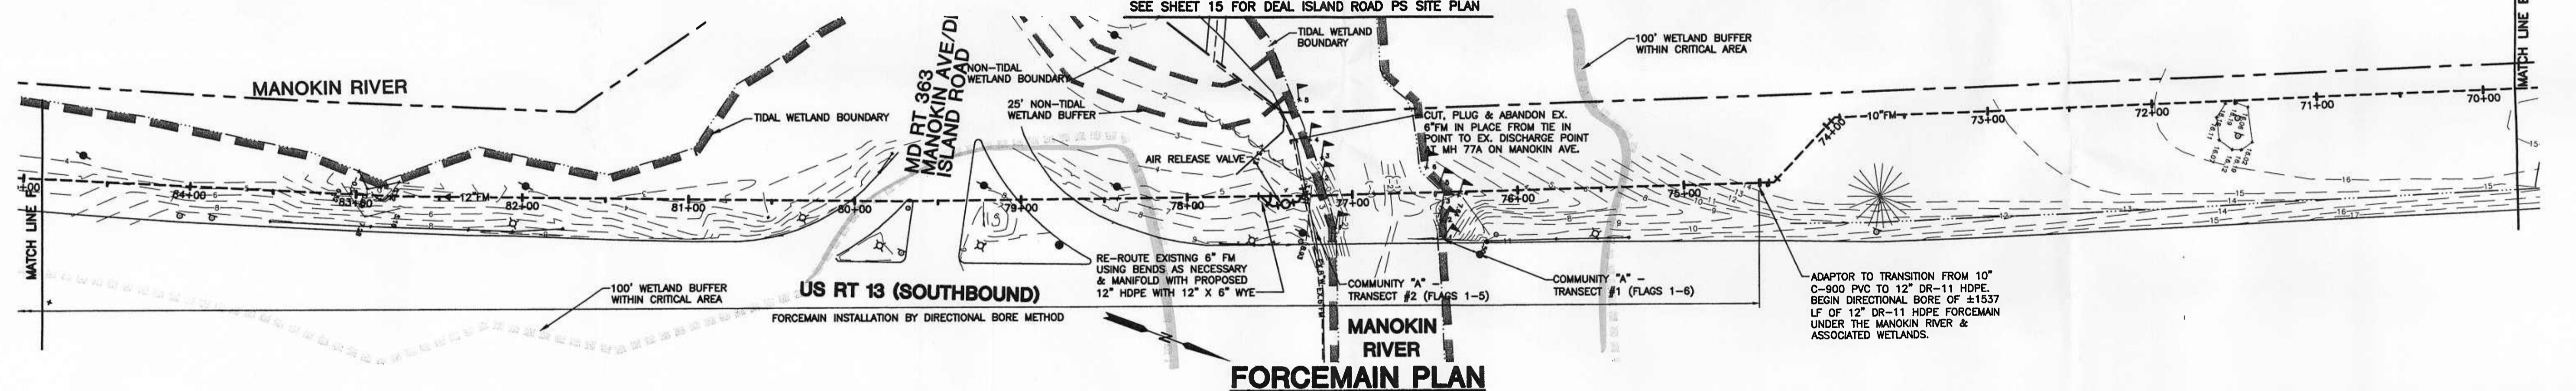 SEE SHEET 15 FOR DEAL ISLAND ROAD PS SITE PLAN
MANOKIN RIVER
TIDAL WETLAND BOUNDARY
MD RT 363
MANOKIN AVE/
ISLAND ROAD
NON-TIDAL
WETLAND BOUNDARY
25' NON-TIDAL
WETLAND BUFFER
TIDAL WETLAND
BOUNDARY
AIR RELEASE VALVE
CUT, PLUG & ABANDON EX.
6"FM IN PLACE FROM TIE IN
POINT TO EX. DISCHARGE POINT
AT MH 77A ON MANOKIN AVE.
100' WETLAND BUFFER
WITHIN CRITICAL AREA
MATCH LINE
+00
84+00
83+00
12"FM
82+00
81+00
80+00
79+00
78+00
77+00
76+00
75+00
74+00
10"FM
73+00
72+00
71+00
70+00
MATCH LINE
100' WETLAND BUFFER
WITHIN CRITICAL AREA
US RT 13 (SOUTHBOUND)
FORCEMAIN INSTALLATION BY DIRECTIONAL BORE METHOD
RE-ROUTE EXISTING 6" FM
USING BENDS AS NECESSARY
& MANIFOLD WITH PROPOSED
12" HDPE WITH 12" X 6" WYE
COMMUNITY "A" -
TRANSECT #2 (FLAGS 1-5)
COMMUNITY "A" -
TRANSECT #1 (FLAGS 1-6)
ADAPTOR TO TRANSITION FROM 10"
C-900 PVC TO 12" DR-11 HDPE.
BEGIN DIRECTIONAL BORE OF ±1537
LF OF 12" DR-11 HDPE FORCEMAIN
UNDER THE MANOKIN RIVER &
ASSOCIATED WETLANDS.
MANOKIN
RIVER
N
FORCEMAIN PLAN